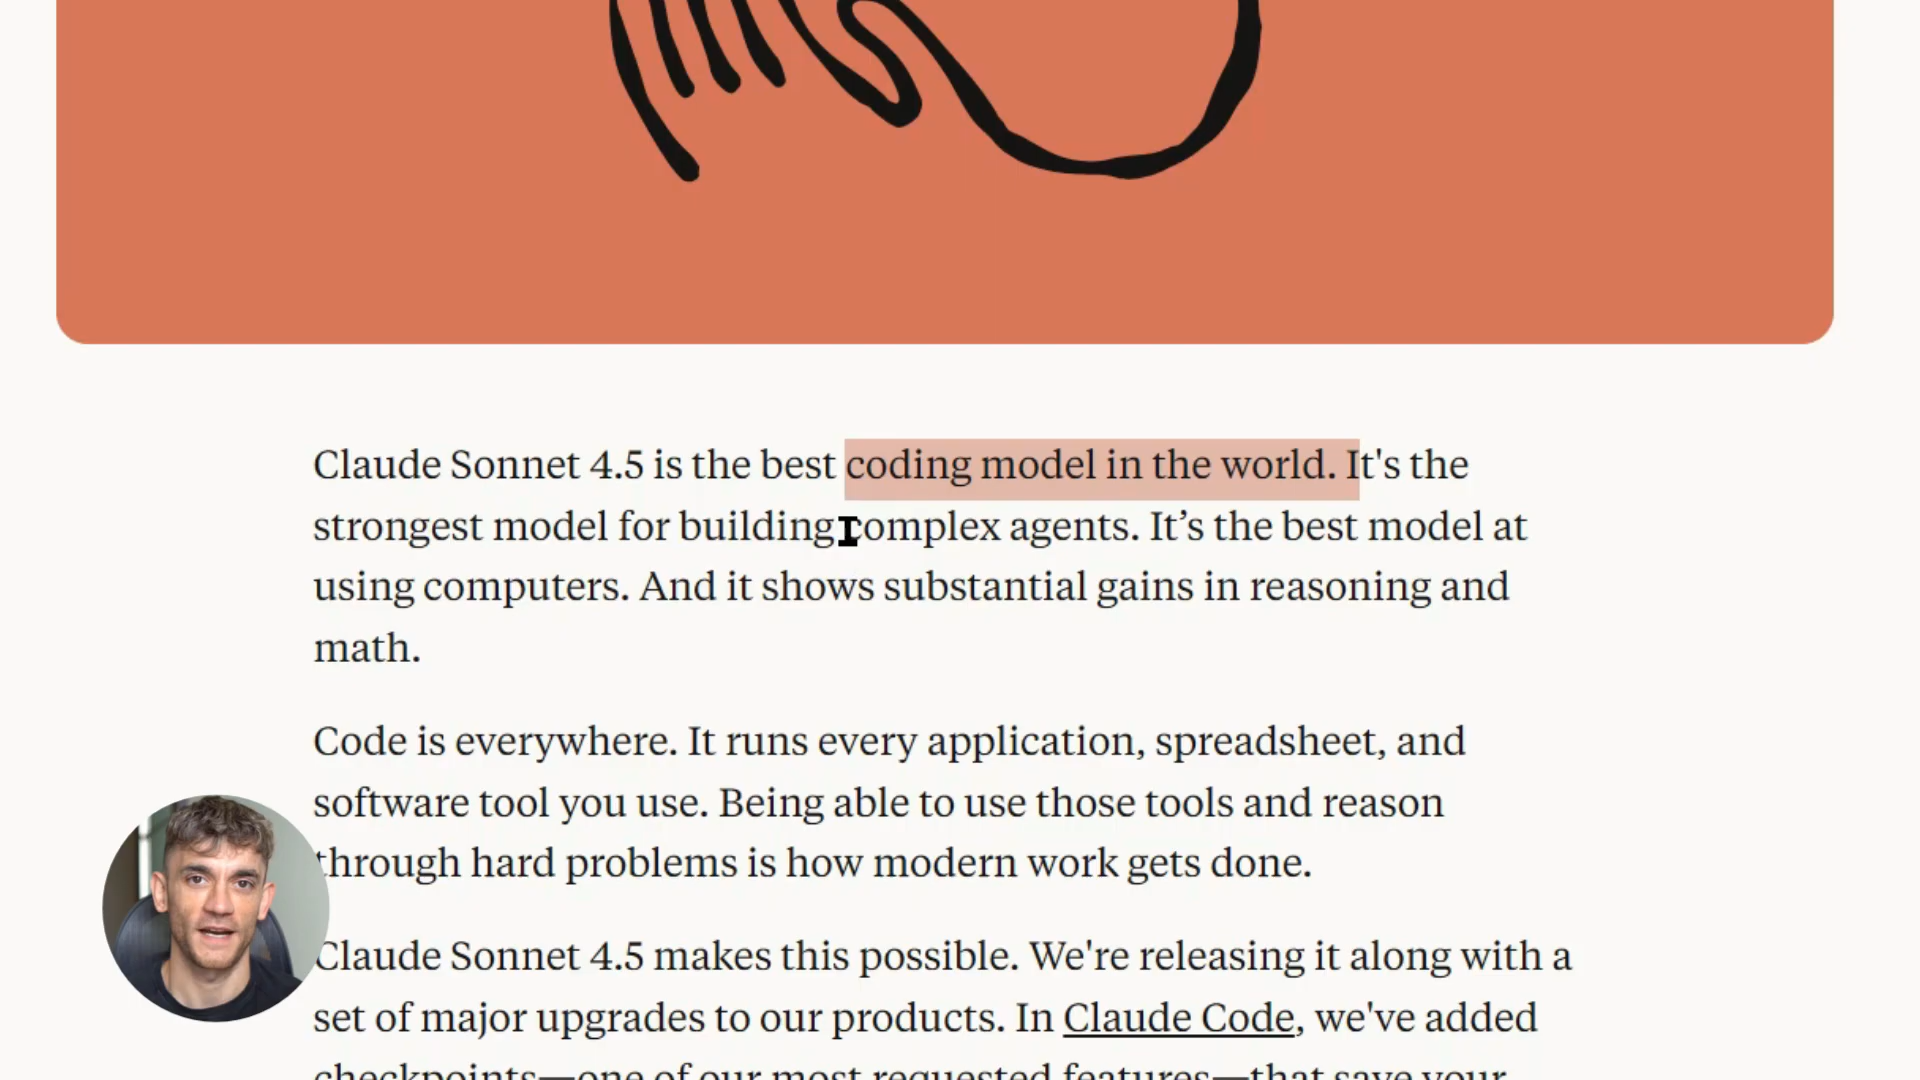 Claude Sonnet 4.5 is the best coding model in the world. It's the
strongest model for building complex agents. It’s the best model at
using computers. And it shows substantial gains in reasoning and
math.
Code is everywhere. It runs every application, spreadsheet, and
software tool you use. Being able to use those tools and reason
through hard problems is how modern work gets done.
Claude Sonnet 4.5 makes this possible. We're releasing it along with a
set of major upgrades to our products. In Claude Code, we've added
checkpoints—one of our most requested features—that save your